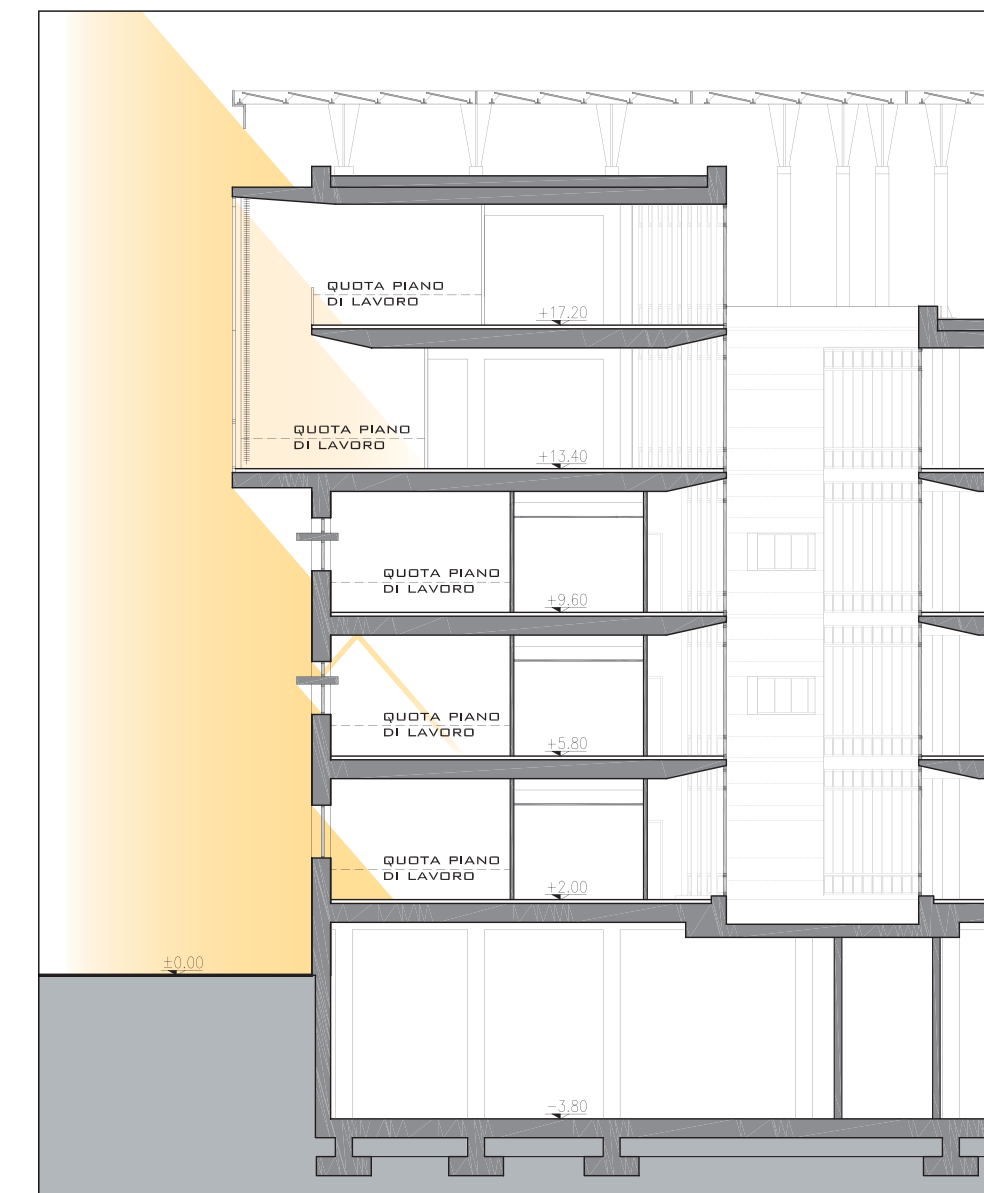 QUOTA PIANO
DI LAVORO
+17.20
QUOTA PIANO
DI LAVORO
+13.40
QUOTA PIANO
DI LAVORO
+9.60
QUOTA PIANO
DI LAVORO
+5.80
QUOTA PIANO
DI LAVORO
+2.00
±0.00
−3.80